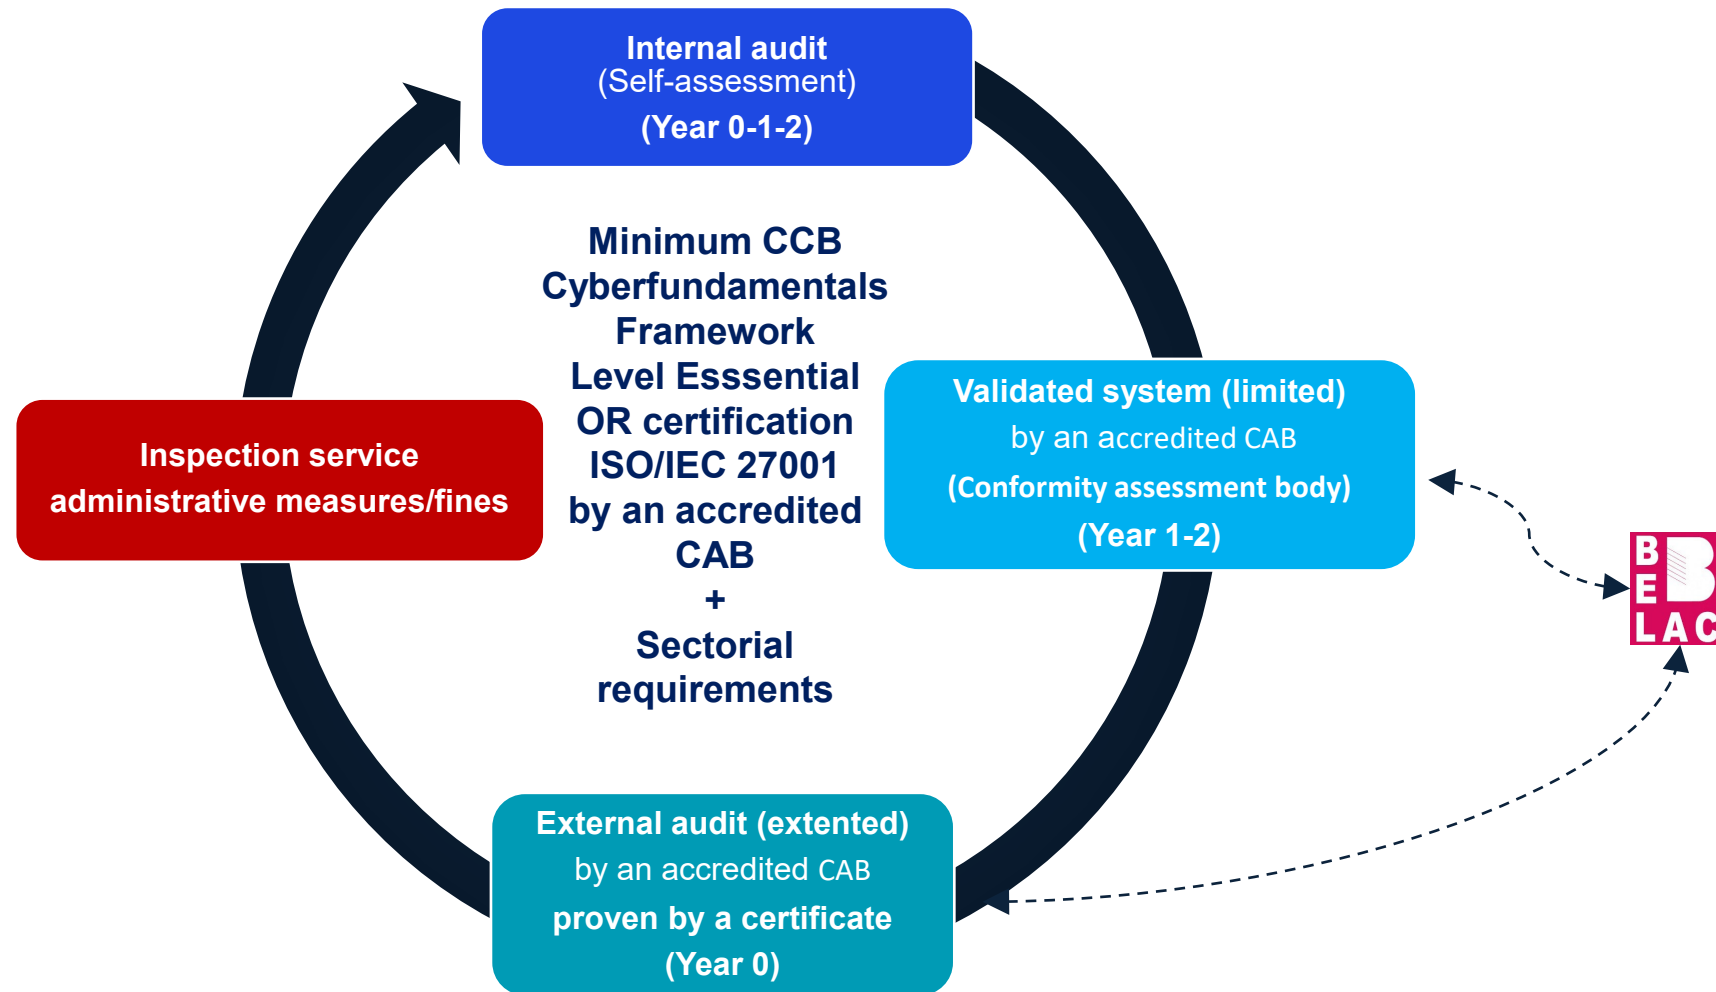 Internal audit
(Self-assessment)
(Year 0-1-2)
Minimum CCB
Cyberfundamentals
Framework
Level Esssential
OR certification
ISO/IEC 27001
by an accredited
CAB
+
Sectorial
requirements
Validated system (limited)
by an accredited CAB
(Conformity assessment body)
(Year 1-2)
Inspection service
administrative measures/fines
External audit (extented)
by an accredited CAB
proven by a certificate
(Year 0)
B B
E
LAC